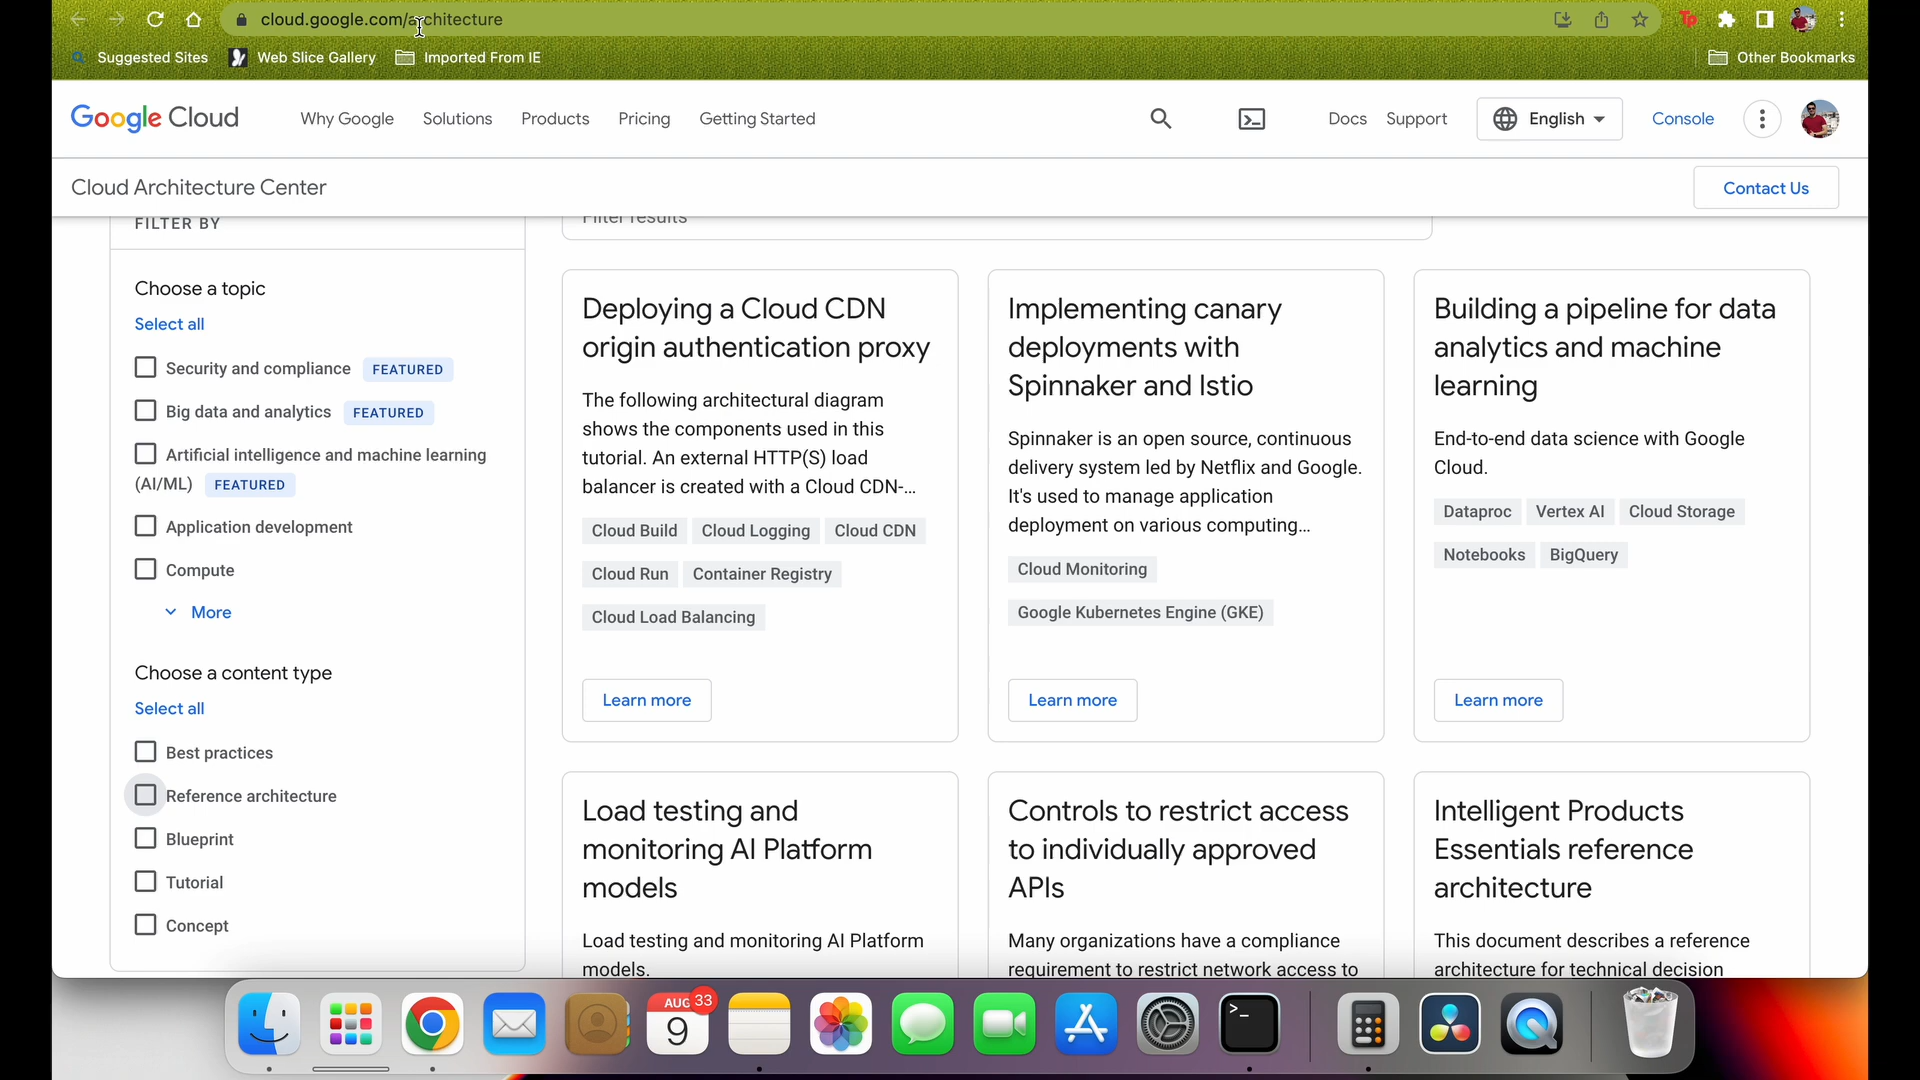 cloud.google.com/architecture
Tp
Suggested Sites
Web Slice Gallery
Imported From IE
Other Bookmarks
Google Cloud
Why Google
Solutions
Products
Pricing
Getting Started
Docs
Support
English
Console
Cloud Architecture Center
Contact Us
FILTER BY
Choose a topic
Select all
Security and compliance FEATURED
Big data and analytics FEATURED
Artificial intelligence and machine learning
(AI/ML) FEATURED
Application development
Compute
More
Choose a content type
Select all
Best practices
Reference architecture
Blueprint
Tutorial
Concept
Filter results
Deploying a Cloud CDN
origin authentication proxy
The following architectural diagram
shows the components used in this
tutorial. An external HTTP(S) load
balancer is created with a Cloud CDN-...
Cloud Build Cloud Logging Cloud CDN
Cloud Run Container Registry
Cloud Load Balancing
Learn more
Implementing canary
deployments with
Spinnaker and Istio
Spinnaker is an open source, continuous
delivery system led by Netflix and Google.
It's used to manage application
deployment on various computing...
Cloud Monitoring
Google Kubernetes Engine (GKE)
Learn more
Building a pipeline for data
analytics and machine
learning
End-to-end data science with Google
Cloud.
Dataproc Vertex AI Cloud Storage
Notebooks BigQuery
Learn more
Load testing and
monitoring AI Platform
models
Load testing and monitoring AI Platform
models.
Controls to restrict access
to individually approved
APIs
Many organizations have a compliance
requirement to restrict network access to
Intelligent Products
Essentials reference
architecture
This document describes a reference
architecture for technical decision
AUG 33
9
>_